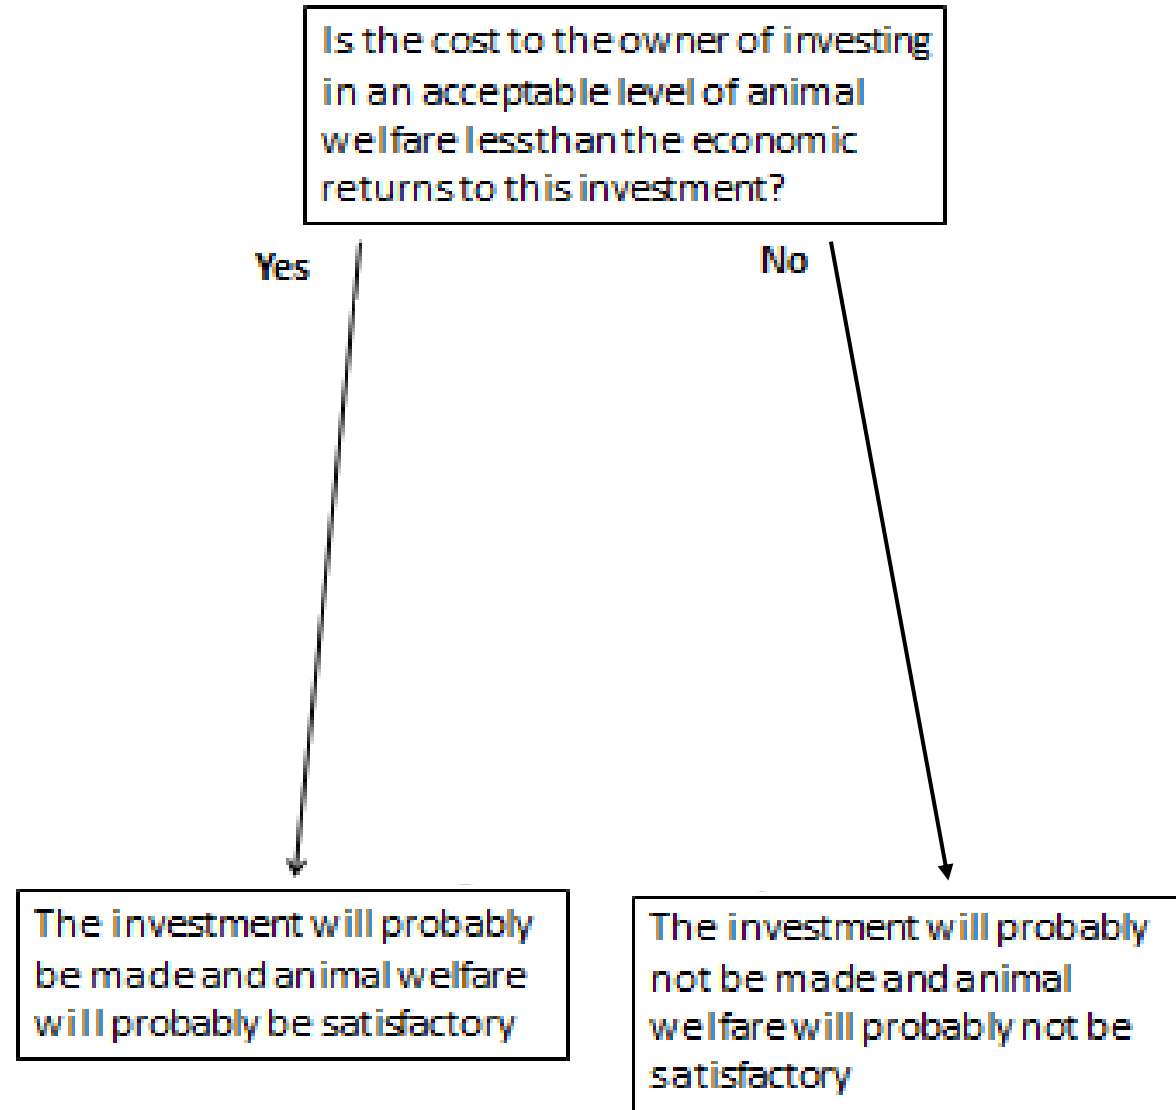 Is the cost to the owner of investing
in an acceptable level of animal
welfare less than the economic
returns to this investment?
Yes
No
The investment will probably
be made and animal welfare
will probably be satisfactory
The investment will probably
not be made and animal
welfare will probably not be
satisfactory